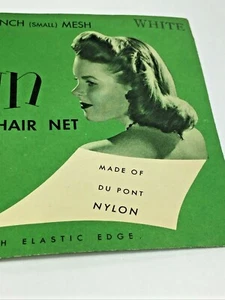 NCH (SMALL) MESH
WHITE
n
HAIR NET
MADE OF
DU PONT
NYLON
H ELASTIC EDGE.